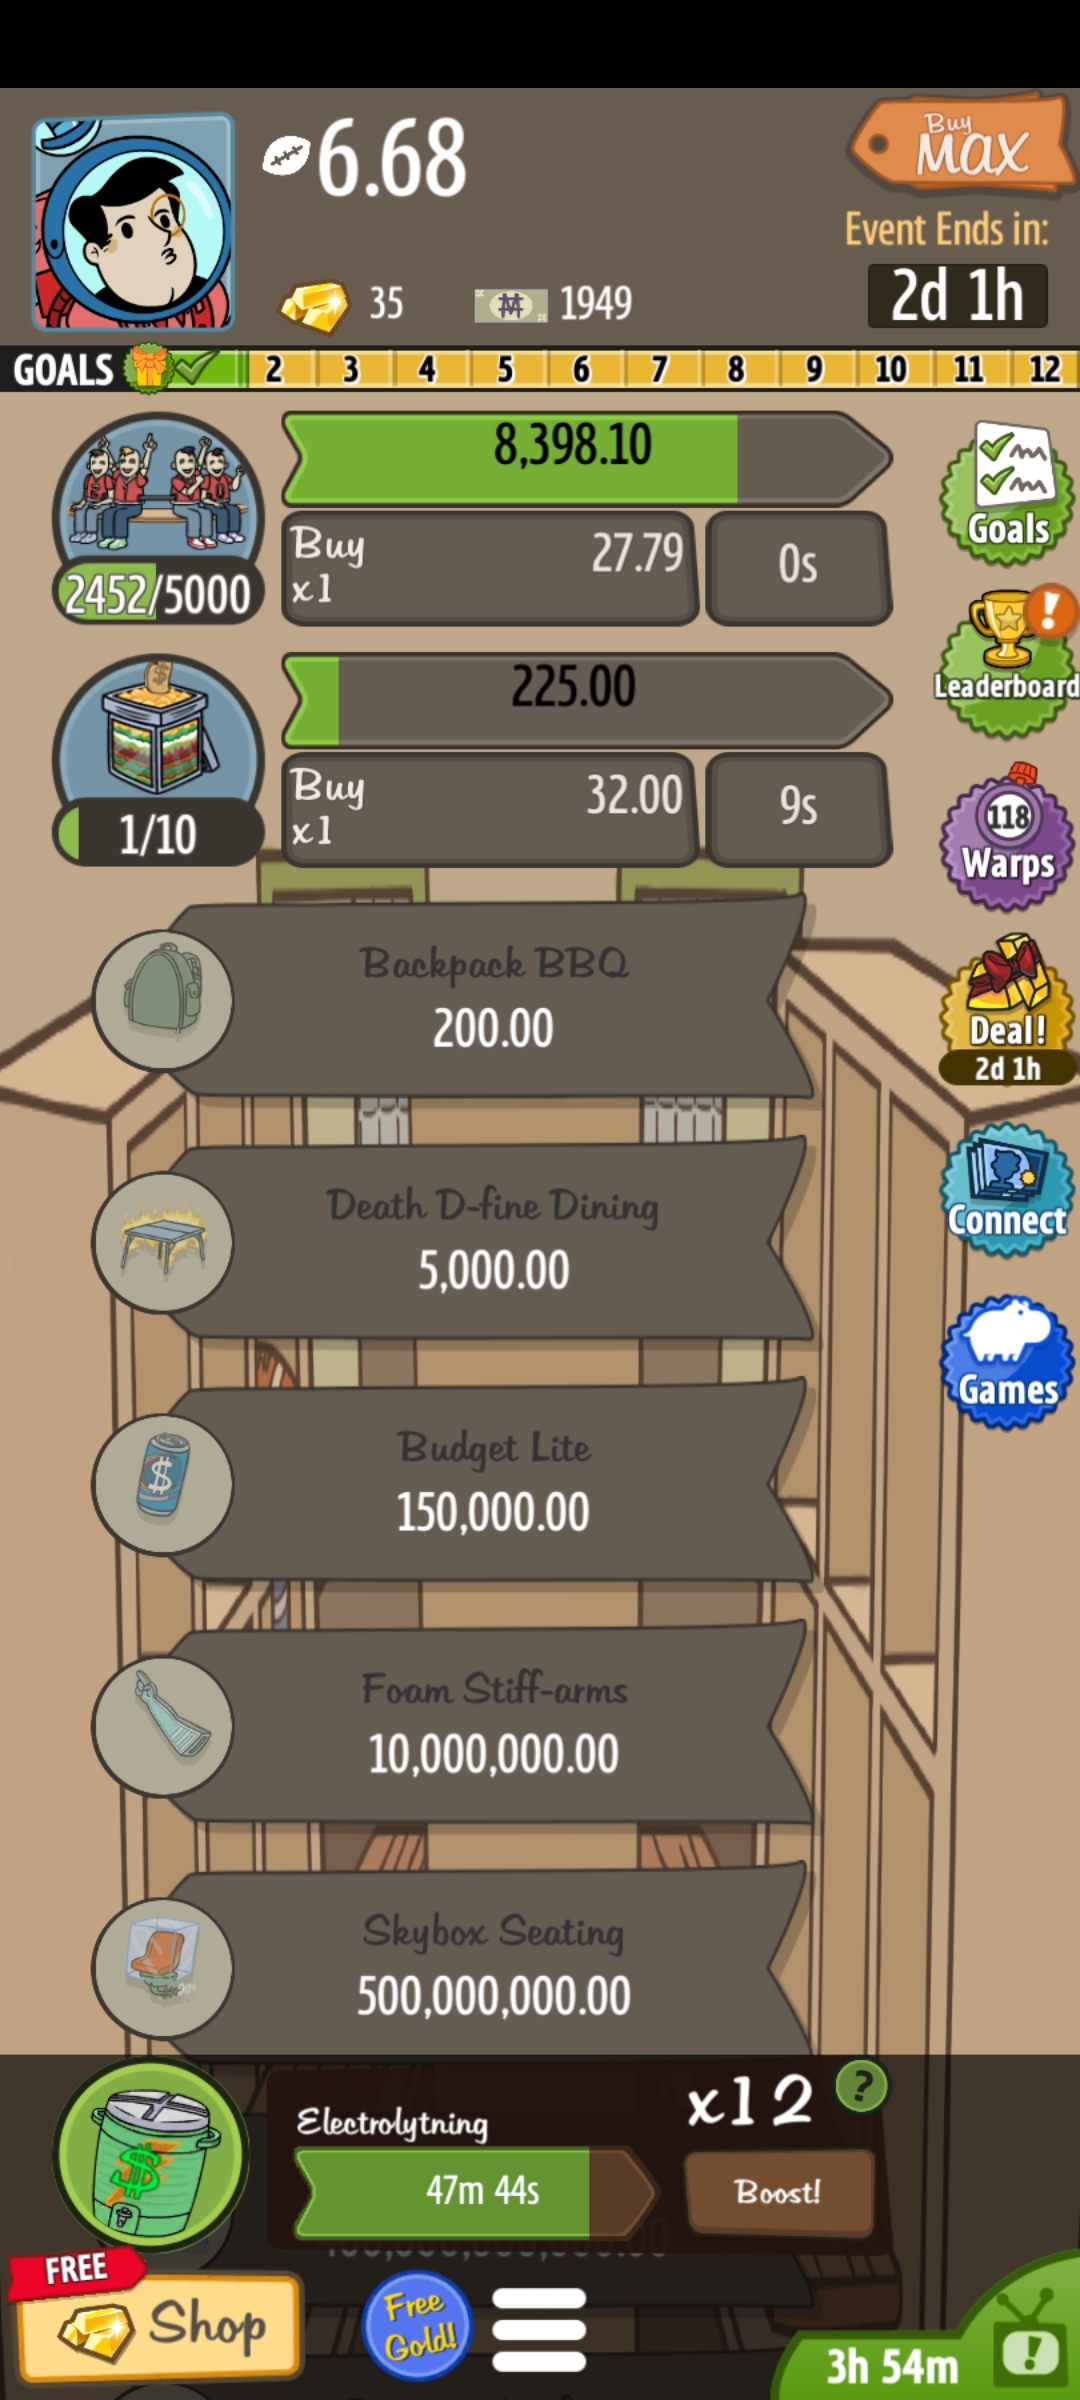 6.68
Buy
MAX
Event Ends in:
2d 1h
35
1949
GOALS 2 3 4 5 6 7 8 9 10 11 12
8,398.10
Buy
x1
27.79
0s
2452/5000
Goals
225.00
Buy
x1
32.00
9s
1/10
Leaderboard
118
Warps
Backpack BBQ
200.00
Deal!
2d 1h
Death D-fine Dining
5,000.00
Connect
Budget Lite
150,000.00
Games
Foam Stiff-arms
10,000,000.00
Skybox Seating
500,000,000.00
Electrolytning
x12
?
47m 44s
Boost!
FREE
Shop
Free
Gold!
3h 54m